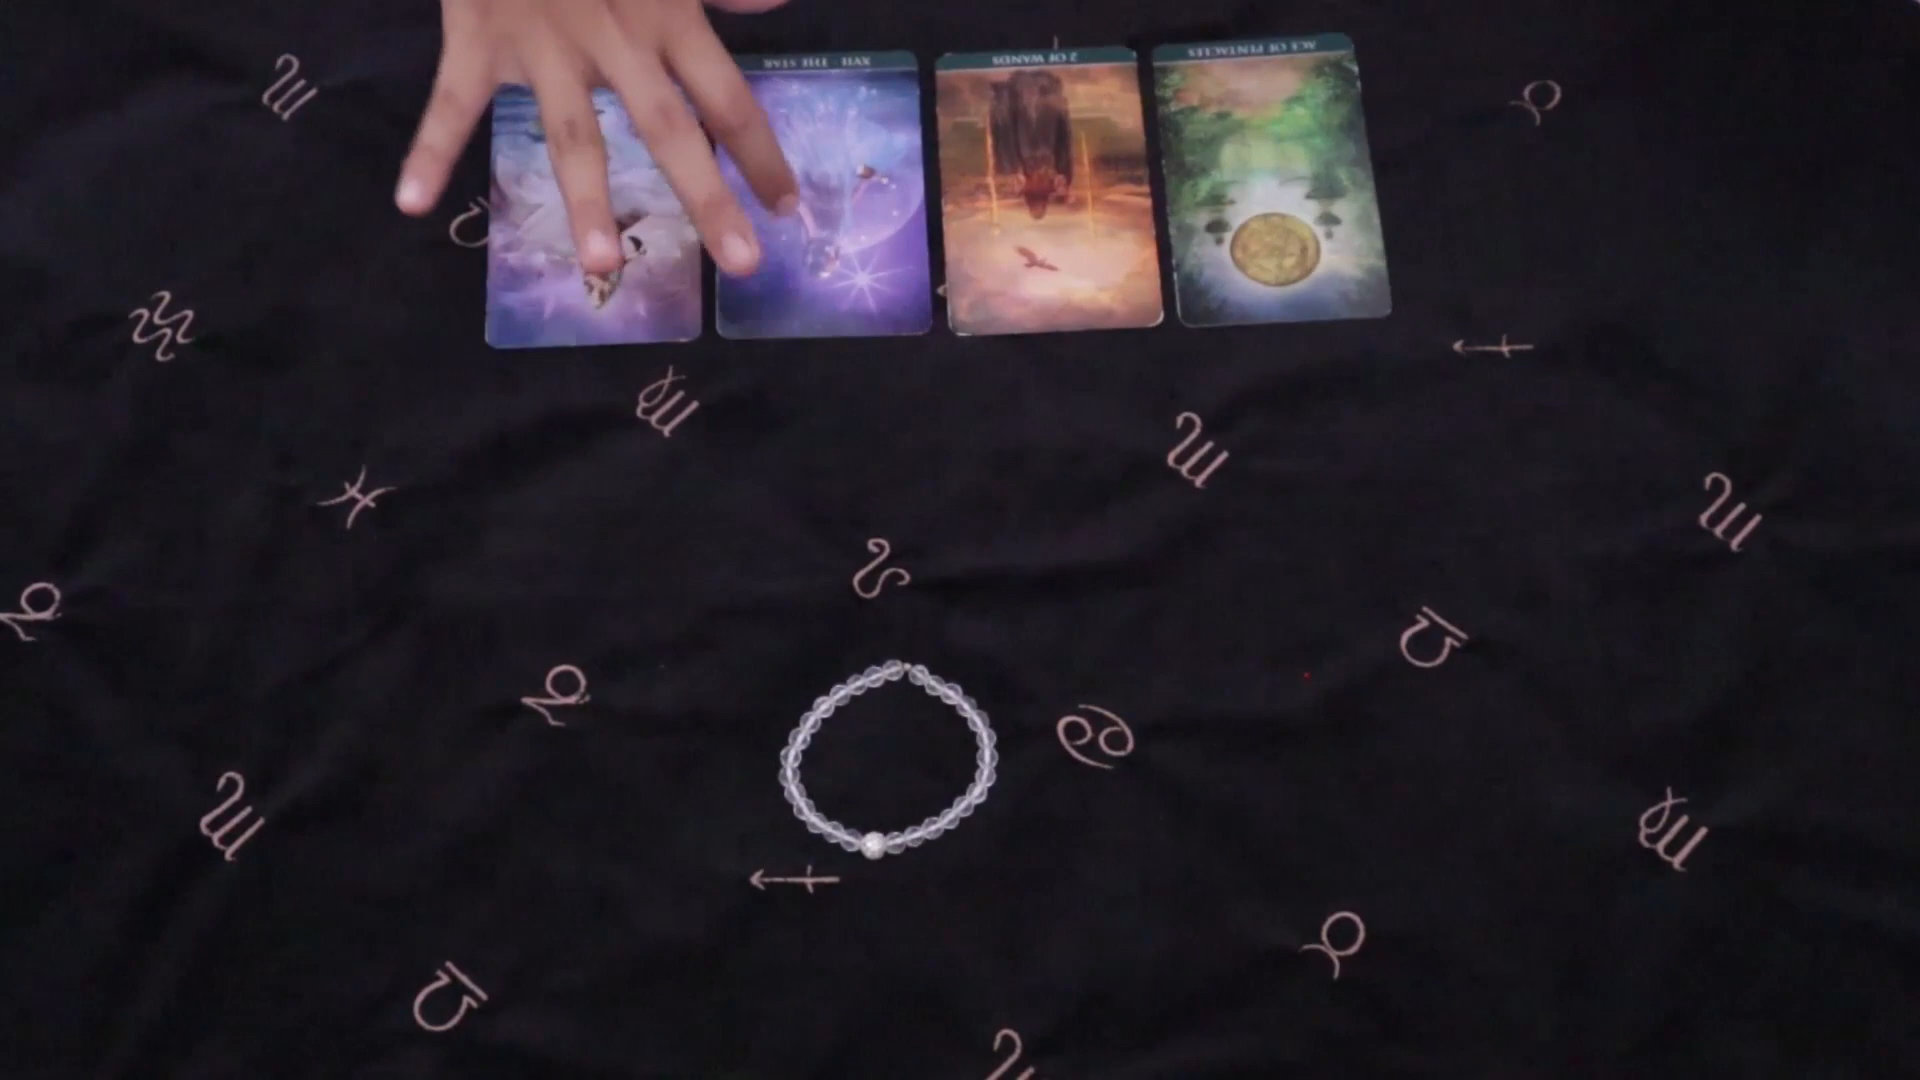 XVII · THE STAR
2 OF WANDS
ACE OF PENTACLES